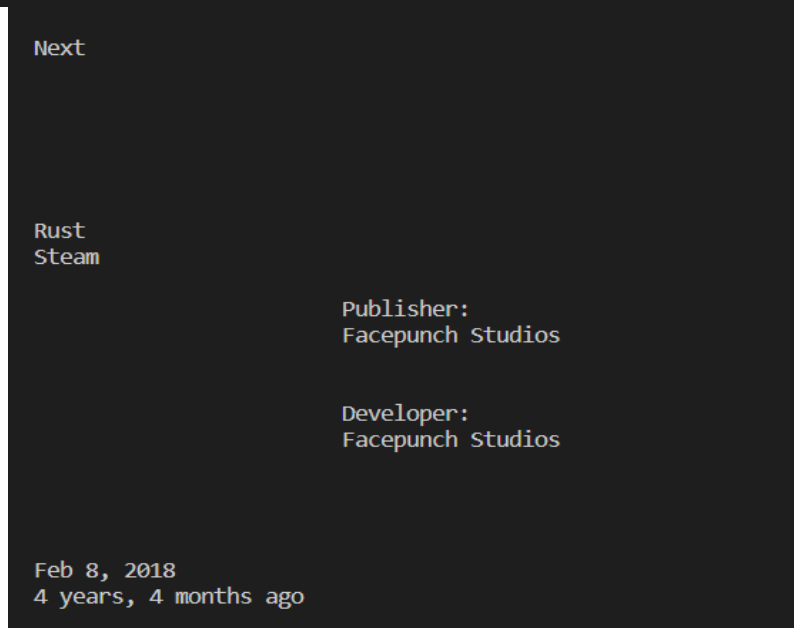 Next
Rust
Steam
Publisher:
Facepunch Studios
Developer:
Facepunch Studios
Feb 8, 2018
4 years, 4 months ago